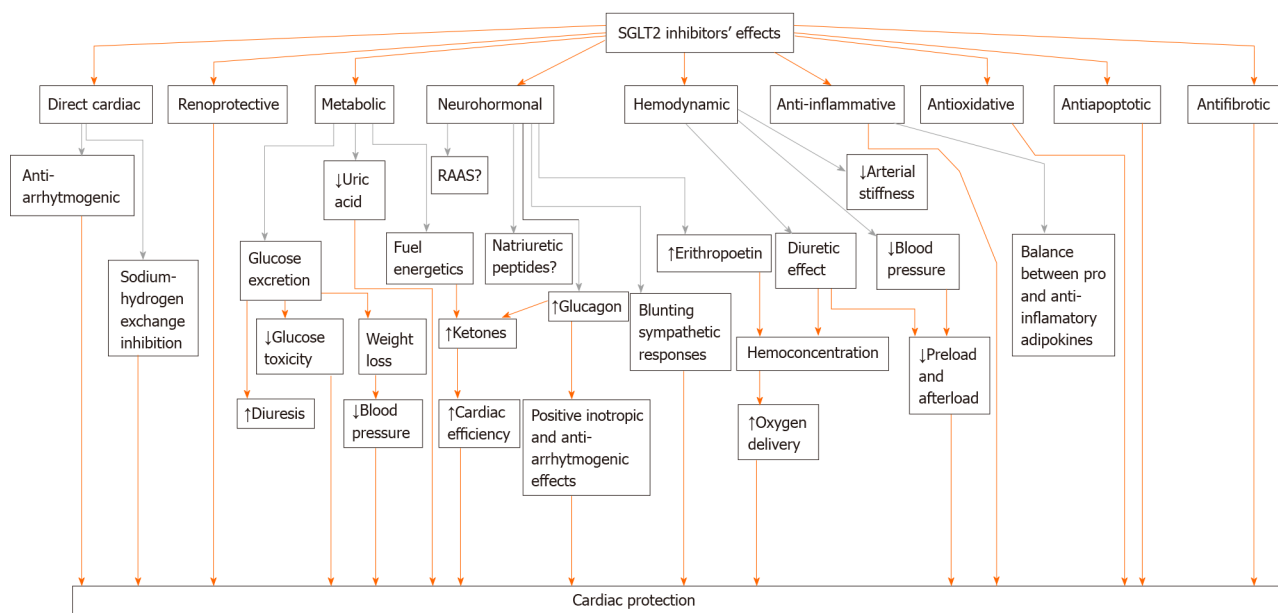 SGLT2 inhibitors' effects
Direct cardiac
Renoprotective
Metabolic
Neurohormonal
Hemodynamic
Anti-inflammative
Antioxidative
Antiapoptotic
Antifibrotic
Anti-
arrhytmogenic
↓Uric
acid
RAAS?
↓Arterial
stiffness
Sodium-
hydrogen
exchange
inhibition
Glucose
excretion
Fuel
energetics
Natriuretic
peptides?
↑Erithropoetin
Diuretic
effect
↓Blood
pressure
Balance
between pro
and anti-
inflamatory
adipokines
↓Glucose
toxicity
Weight
loss
↑Ketones
↑Glucagon
Blunting
sympathetic
responses
Hemoconcentration
↓Preload
and
afterload
↑Diuresis
↓Blood
pressure
↑Cardiac
efficiency
Positive inotropic
and anti-
arrhytmogenic
effects
↑Oxygen
delivery
Cardiac protection